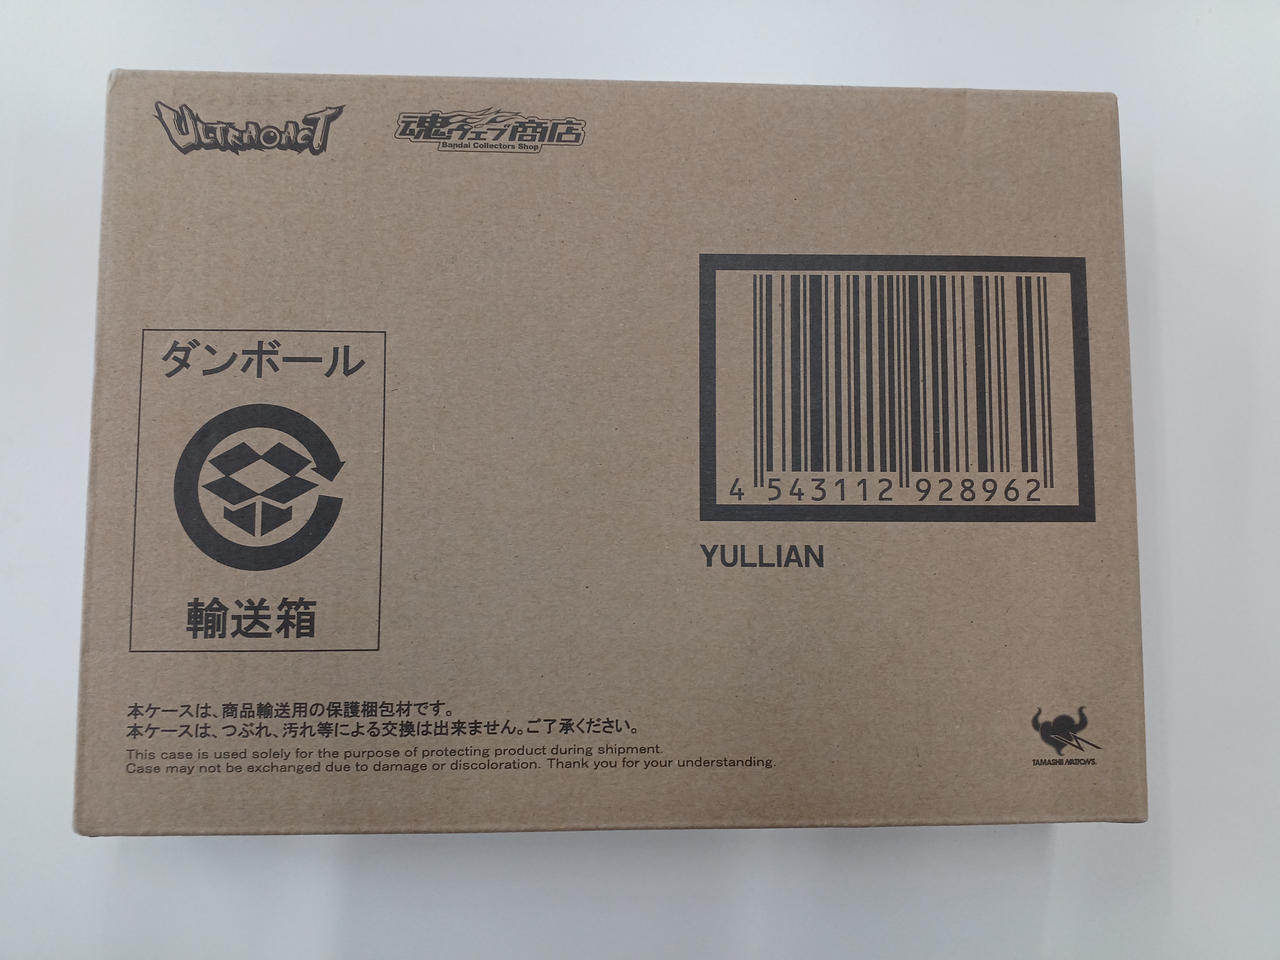 ULTRA-ACT
魂ウェブ商店
Bandai Collectors Shop
ダンボール
輸送箱
4 543112 928962
YULLIAN
本ケースは、商品輸送用の保護梱包材です。
本ケースは、つぶれ、汚れ等による交換は出来ません。ご了承ください。
This case is used solely for the purpose of protecting product during shipment.
Case may not be exchanged due to damage or discoloration. Thank you for your understanding.
TAMASHII NATIONS.